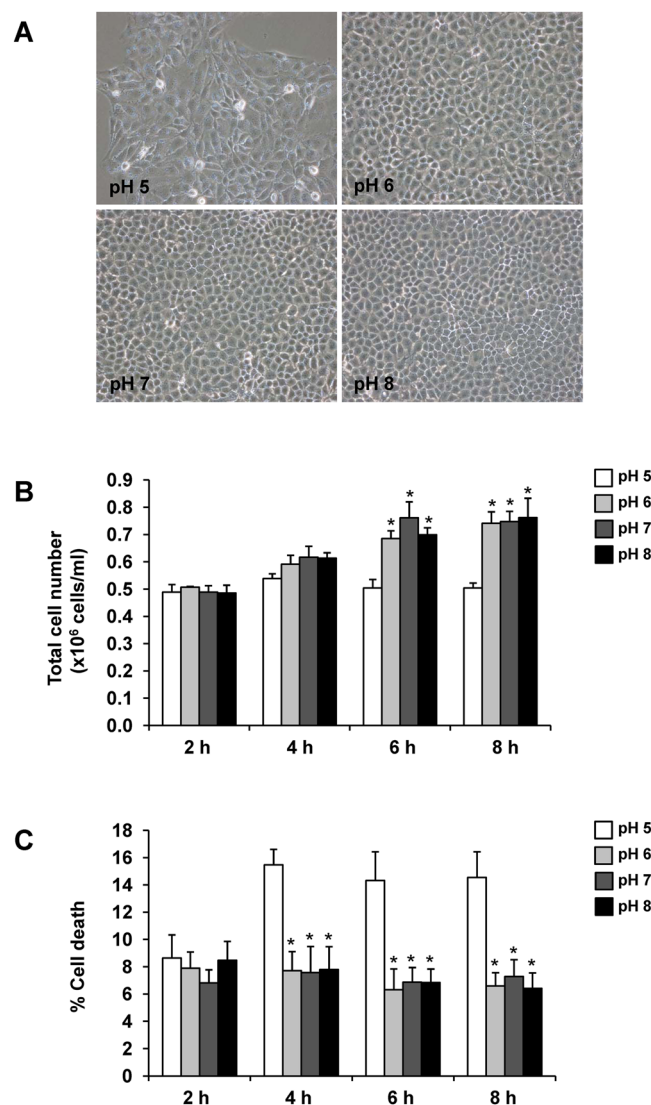 A
pH 5
pH 6
pH 7
pH 8
B
Total cell number
(x10⁶ cells/ml)
0.9
0.8
0.7
0.6
0.5
0.4
0.3
0.2
0.1
0.0
* * *
* * *
2 h 4 h 6 h 8 h
pH 5
pH 6
pH 7
pH 8
C
% Cell death
18
16
14
12
10
8
6
4
2
0
* * *
* * *
* * *
2 h 4 h 6 h 8 h
pH 5
pH 6
pH 7
pH 8